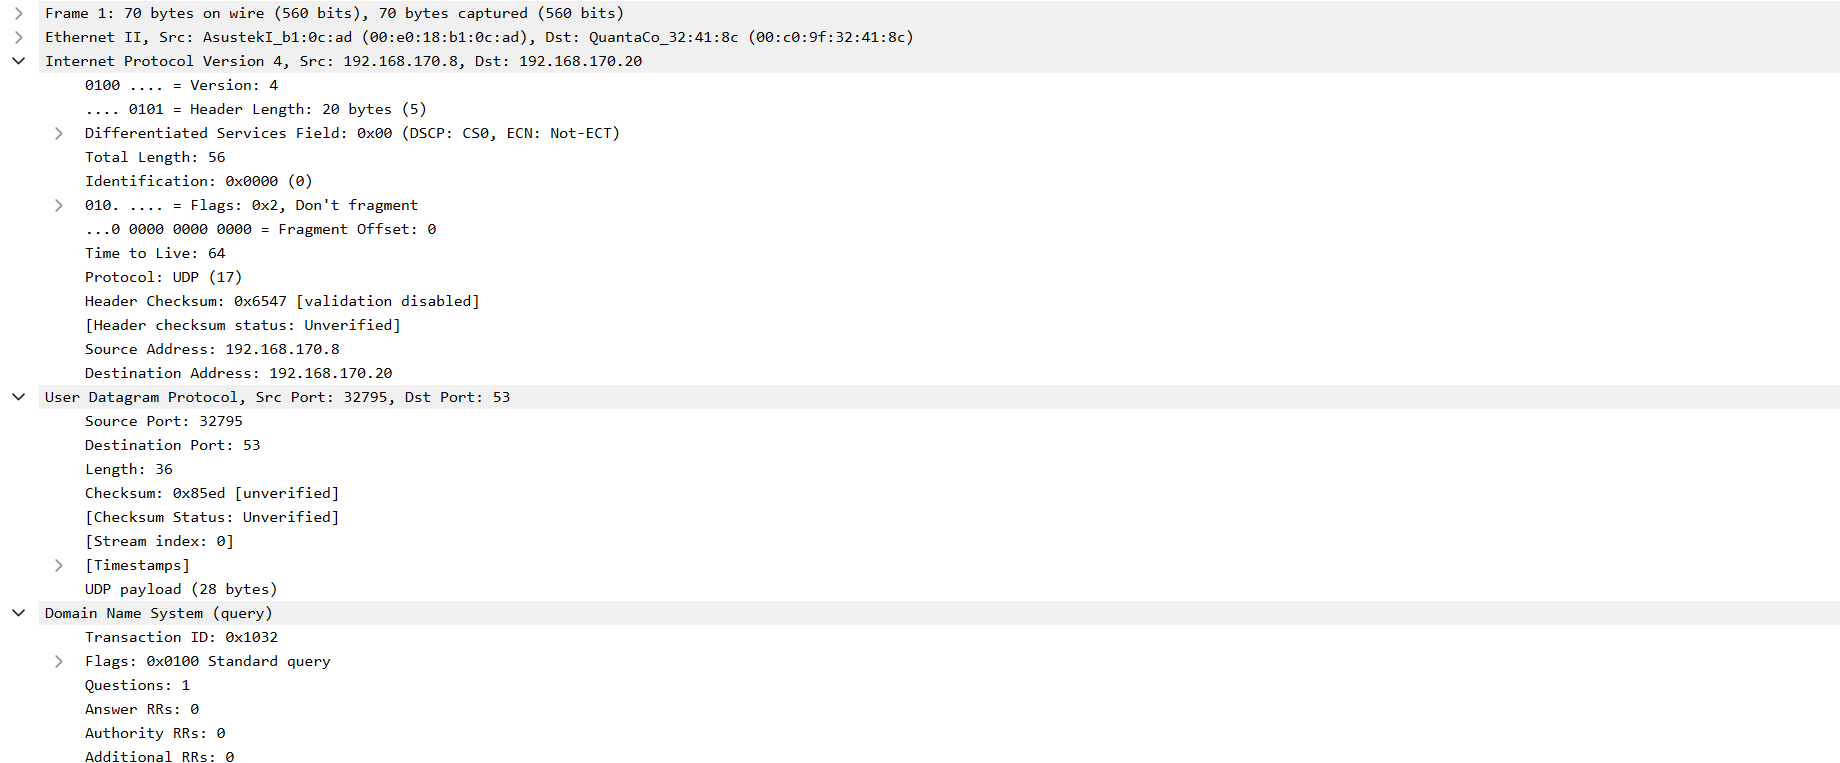 Frame 1: 70 bytes on wire (560 bits), 70 bytes captured (560 bits)
Ethernet II, Src: AsustekI_b1:0c:ad (00:e0:18:b1:0c:ad), Dst: QuantaCo_32:41:8c (00:c0:9f:32:41:8c)
Internet Protocol Version 4, Src: 192.168.170.8, Dst: 192.168.170.20
0100 .... = Version: 4
.... 0101 = Header Length: 20 bytes (5)
Differentiated Services Field: 0x00 (DSCP: CS0, ECN: Not-ECT)
Total Length: 56
Identification: 0x0000 (0)
010. .... = Flags: 0x2, Don't fragment
...0 0000 0000 0000 = Fragment Offset: 0
Time to Live: 64
Protocol: UDP (17)
Header Checksum: 0x6547 [validation disabled]
[Header checksum status: Unverified]
Source Address: 192.168.170.8
Destination Address: 192.168.170.20
User Datagram Protocol, Src Port: 32795, Dst Port: 53
Source Port: 32795
Destination Port: 53
Length: 36
Checksum: 0x85ed [unverified]
[Checksum Status: Unverified]
[Stream index: 0]
[Timestamps]
UDP payload (28 bytes)
Domain Name System (query)
Transaction ID: 0x1032
Flags: 0x0100 Standard query
Questions: 1
Answer RRs: 0
Authority RRs: 0
Additional RRs: 0